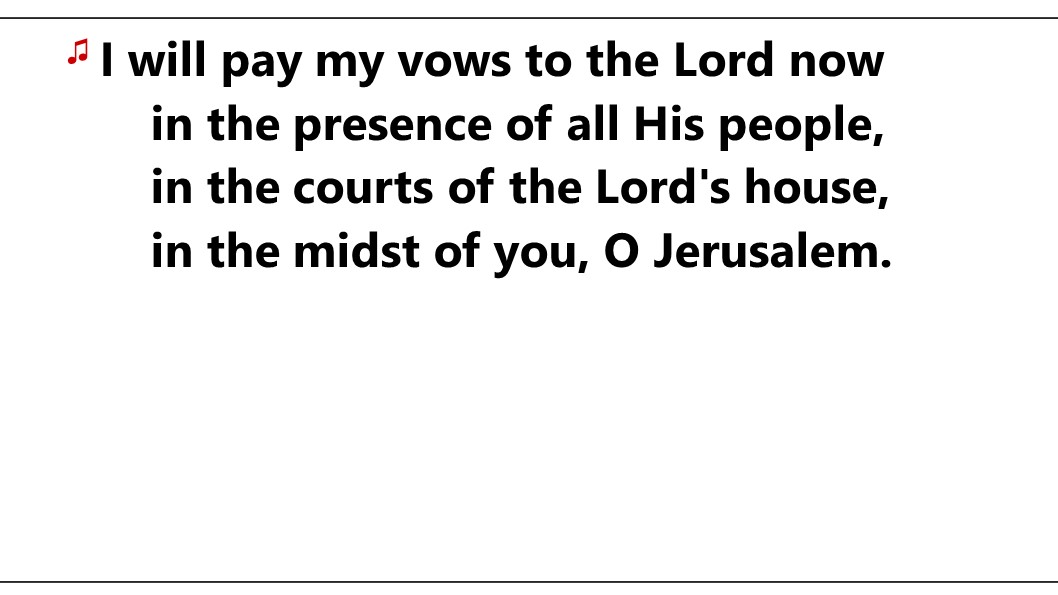 ♫ I will pay my vows to the Lord now
in the presence of all His people,
in the courts of the Lord's house,
in the midst of you, O Jerusalem.